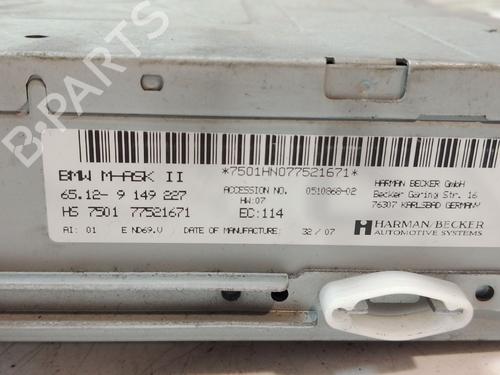 B-PARTS
*7501HN077521671*
BMW M-ASK II
65.12- 9 149 227
HS 7501 77521671
AI: 01 E ND69.V DATE OF MANUFACTURE: 32/07
ACCESSION NO. 0510868-02
HW:07
EC:114
HARMAN BECKER GmbH
Becker Göring Str. 16
76307 KARLSBAD GERMANY
HARMAN/BECKER
AUTOMOTIVE SYSTEMS